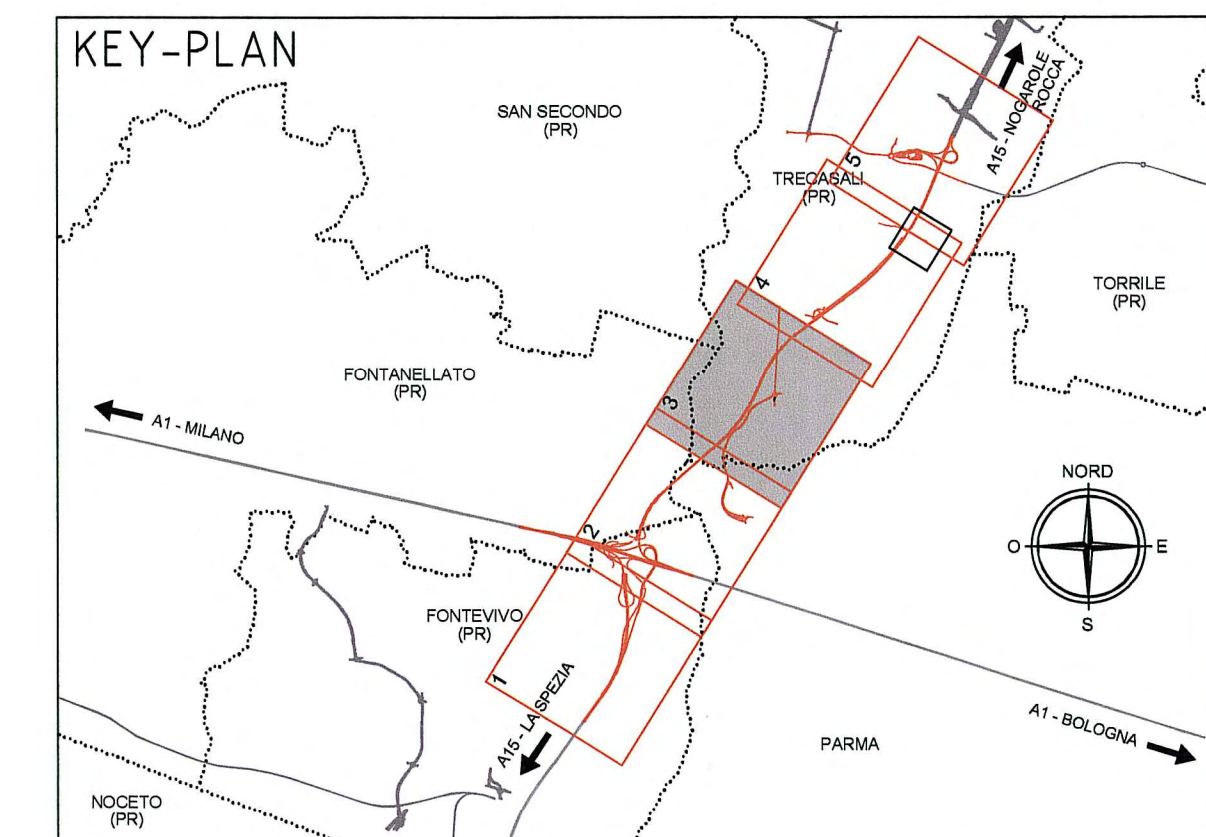 KEY-PLAN
SAN SECONDO
(PR)
A15 - NOGAROLE
ROCCA
5
TRECASALI
(PR)
TORRILE
(PR)
4
FONTANELLATO
(PR)
3
A1 - MILANO
NORD
O
E
S
2
FONTEVIVO
(PR)
1
A15 - LA SPEZIA
A1 - BOLOGNA
PARMA
NOCETO
(PR)